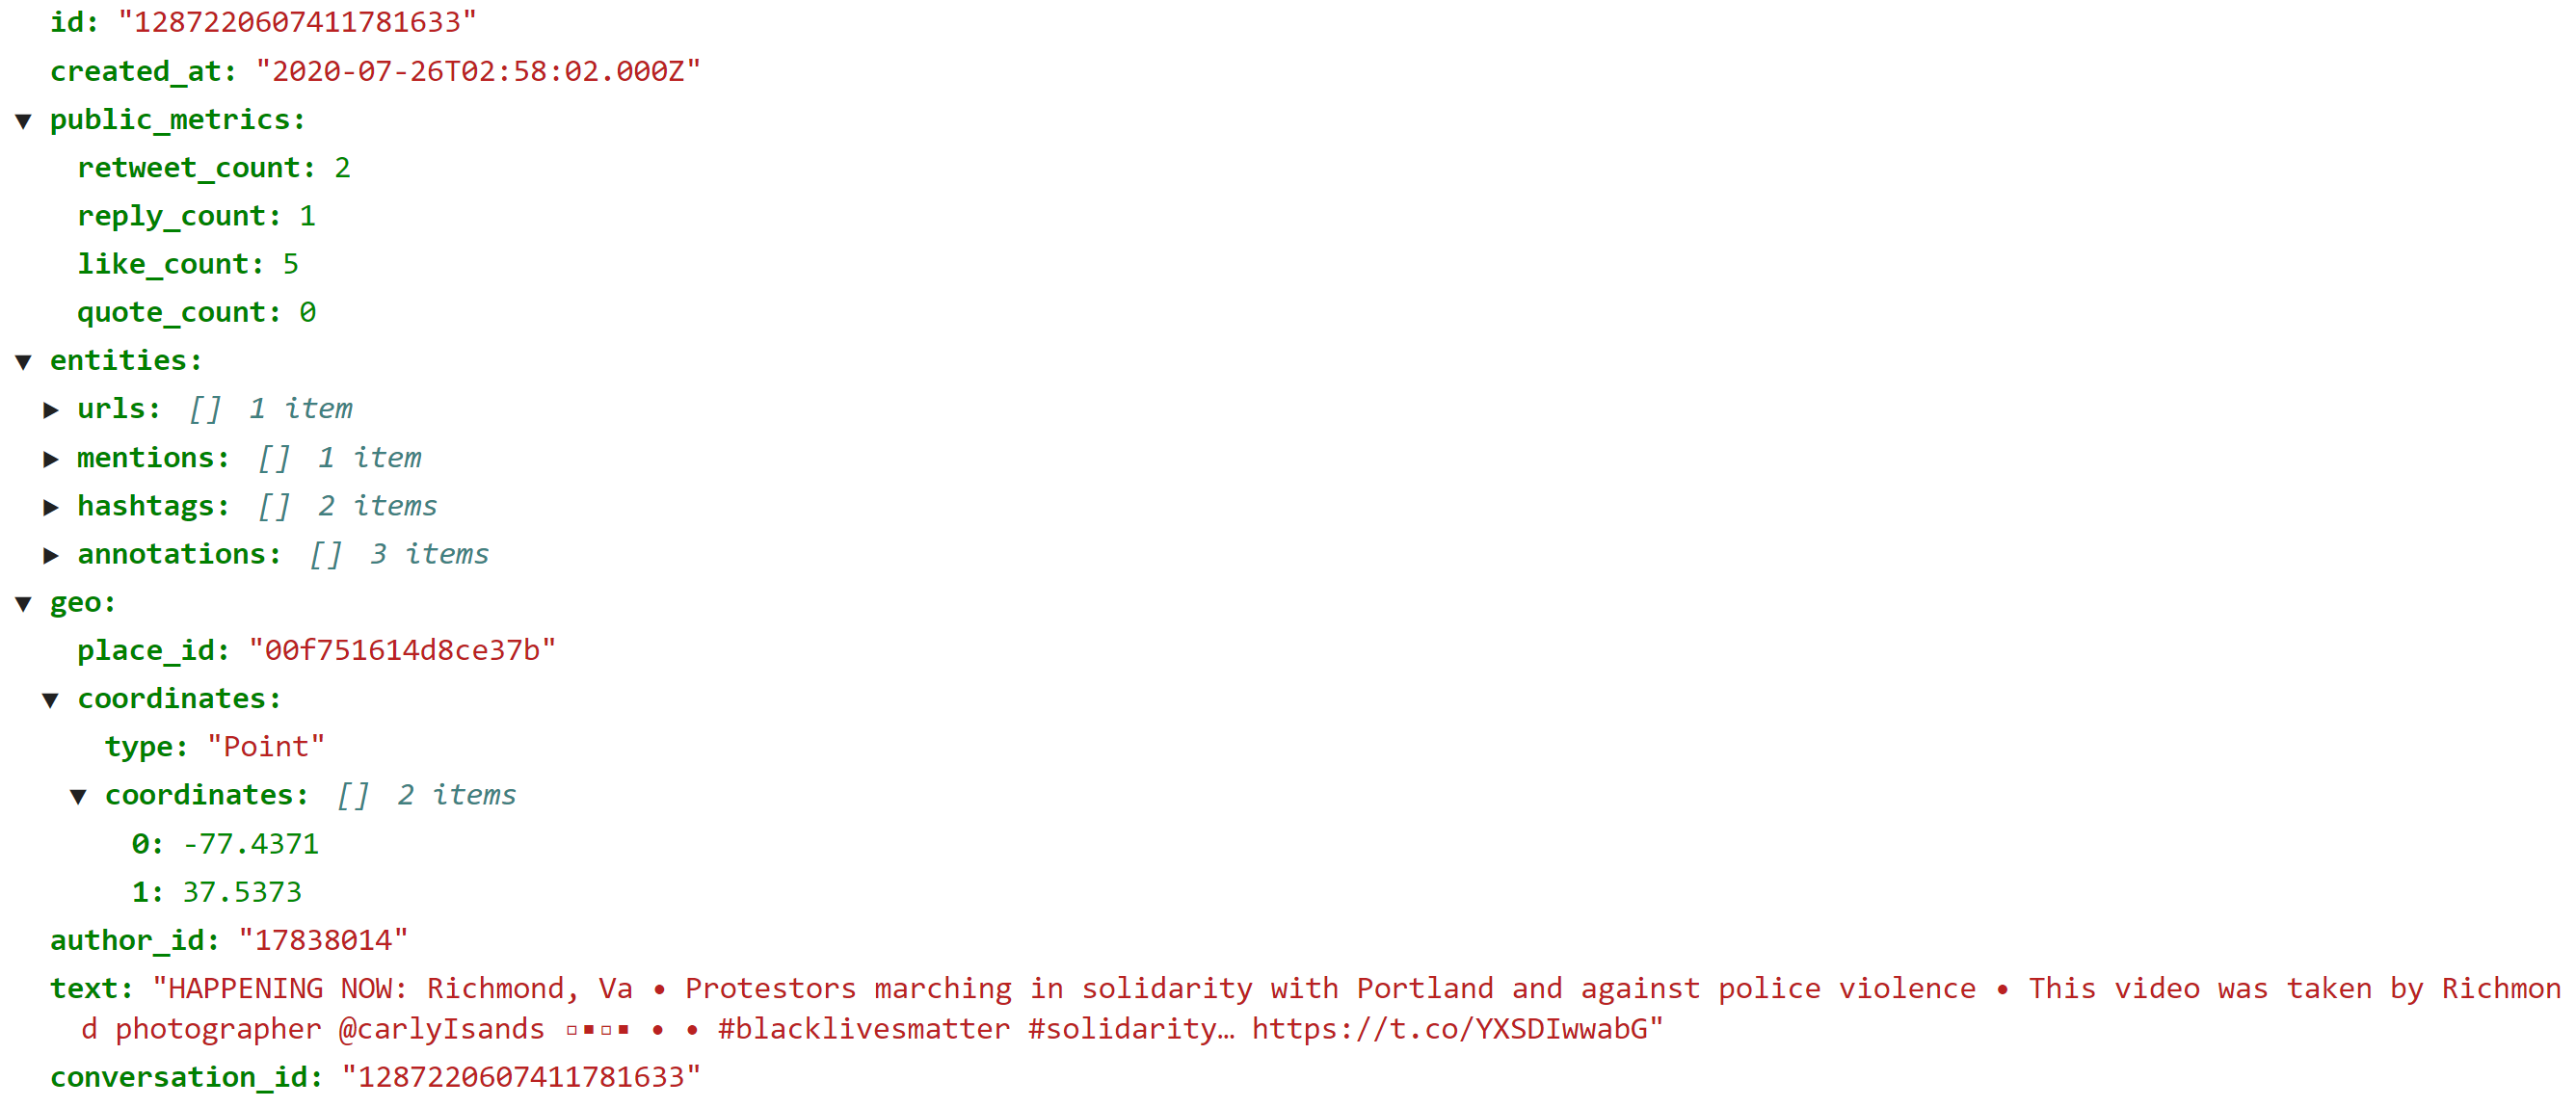 id: "1287220607411781633"
created_at: "2020-07-26T02:58:02.000Z"
▼ public_metrics:
retweet_count: 2
reply_count: 1
like_count: 5
quote_count: 0
▼ entities:
▶ urls: [] 1 item
▶ mentions: [] 1 item
▶ hashtags: [] 2 items
▶ annotations: [] 3 items
▼ geo:
place_id: "00f751614d8ce37b"
▼ coordinates:
type: "Point"
▼ coordinates: [] 2 items
0: -77.4371
1: 37.5373
author_id: "17838014"
text: "HAPPENING NOW: Richmond, Va • Protestors marching in solidarity with Portland and against police violence • This video was taken by Richmon
d photographer @carlyIsands ▫▪▫▪ • • #blacklivesmatter #solidarity… https://t.co/YXSDIwwabG"
conversation_id: "1287220607411781633"